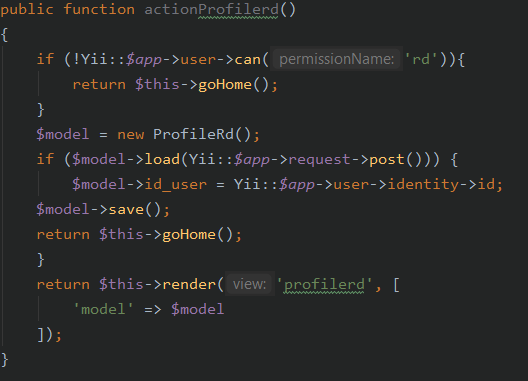 public function actionProfilerd()
{
    if (!Yii::$app->user->can( permissionName: 'rd')){
        return $this->goHome();
    }
    $model = new ProfileRd();
    if ($model->load(Yii::$app->request->post())) {
        $model->id_user = Yii::$app->user->identity->id;
    $model->save();
    return $this->goHome();
    }
    return $this->render( view: 'profilerd', [
        'model' => $model
    ]);
}